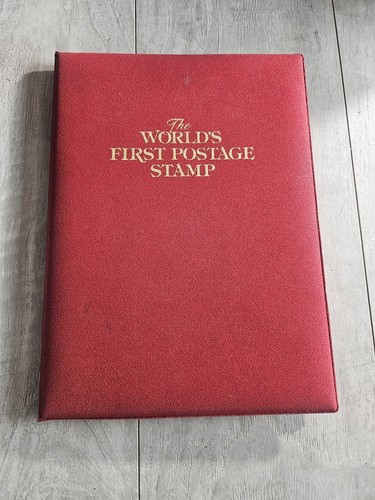 The
WORLD'S
FIRST POSTAGE
STAMP